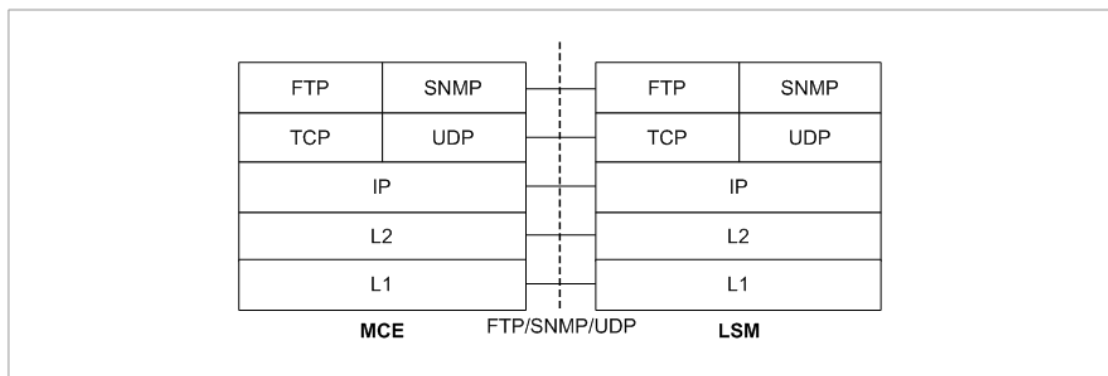 FTP SNMP FTP SNMP
TCP UDP TCP UDP
IP IP
L2 L2
L1 L1
MCE FTP/SNMP/UDP LSM